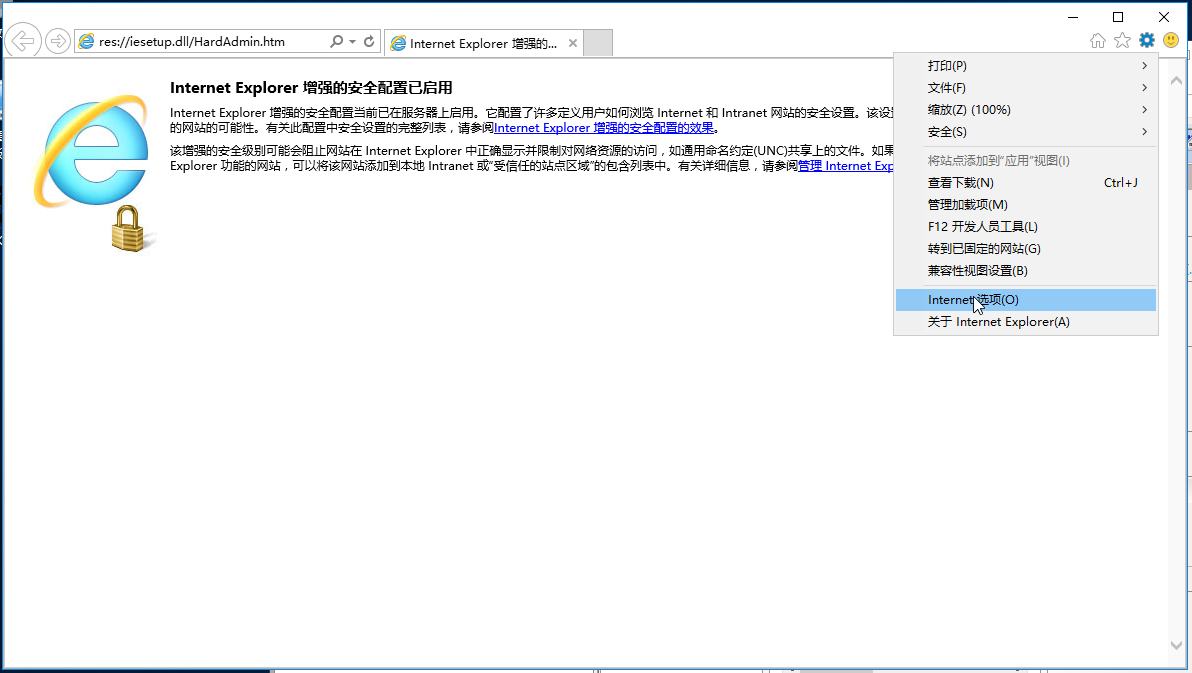 res://iesetup.dll/HardAdmin.htm
Internet Explorer 增强的...
Internet Explorer 增强的安全配置已启用
Internet Explorer 增强的安全配置当前已在服务器上启用。它配置了许多定义用户如何浏览 Internet 和 Intranet 网站的安全设置。该设
的网站的可能性。有关此配置中安全设置的完整列表，请参阅Internet Explorer 增强的安全配置的效果。
该增强的安全级别可能会阻止网站在 Internet Explorer 中正确显示并限制对网络资源的访问，如通用命名约定(UNC)共享上的文件。如果
Explorer 功能的网站，可以将该网站添加到本地 Intranet 或“受信任的站点区域”的包含列表中。有关详细信息，请参阅管理 Internet Exp
打印(P)
文件(F)
缩放(Z) (100%)
安全(S)
将站点添加到“应用”视图(I)
查看下载(N) Ctrl+J
管理加载项(M)
F12 开发人员工具(L)
转到已固定的网站(G)
兼容性视图设置(B)
Internet 选项(O)
关于 Internet Explorer(A)